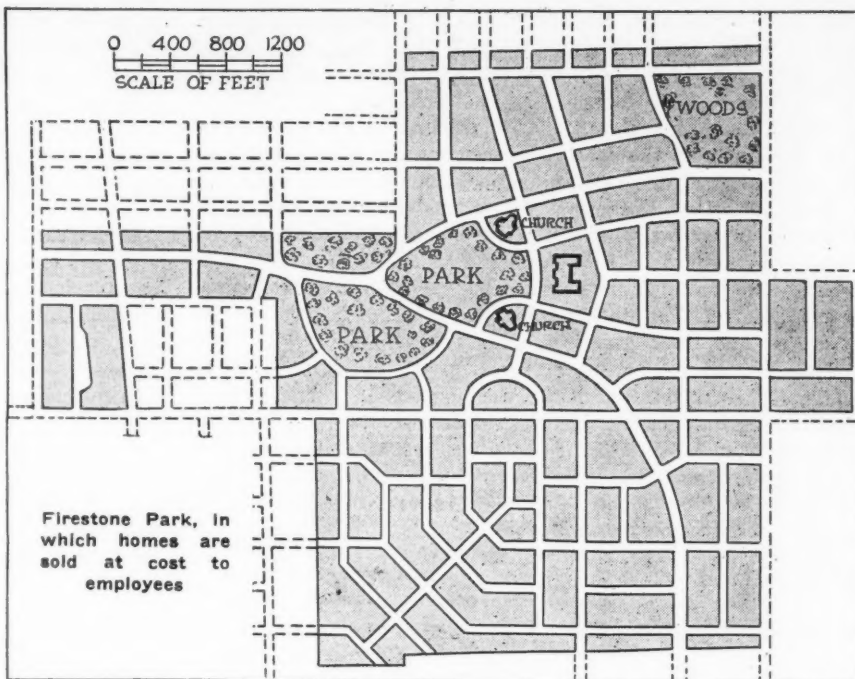 0 400 800 1200
SCALE OF FEET
WOODS
CHURCH
PARK
CHURCH
PARK
Firestone Park, in
which homes are
sold at cost to
employees